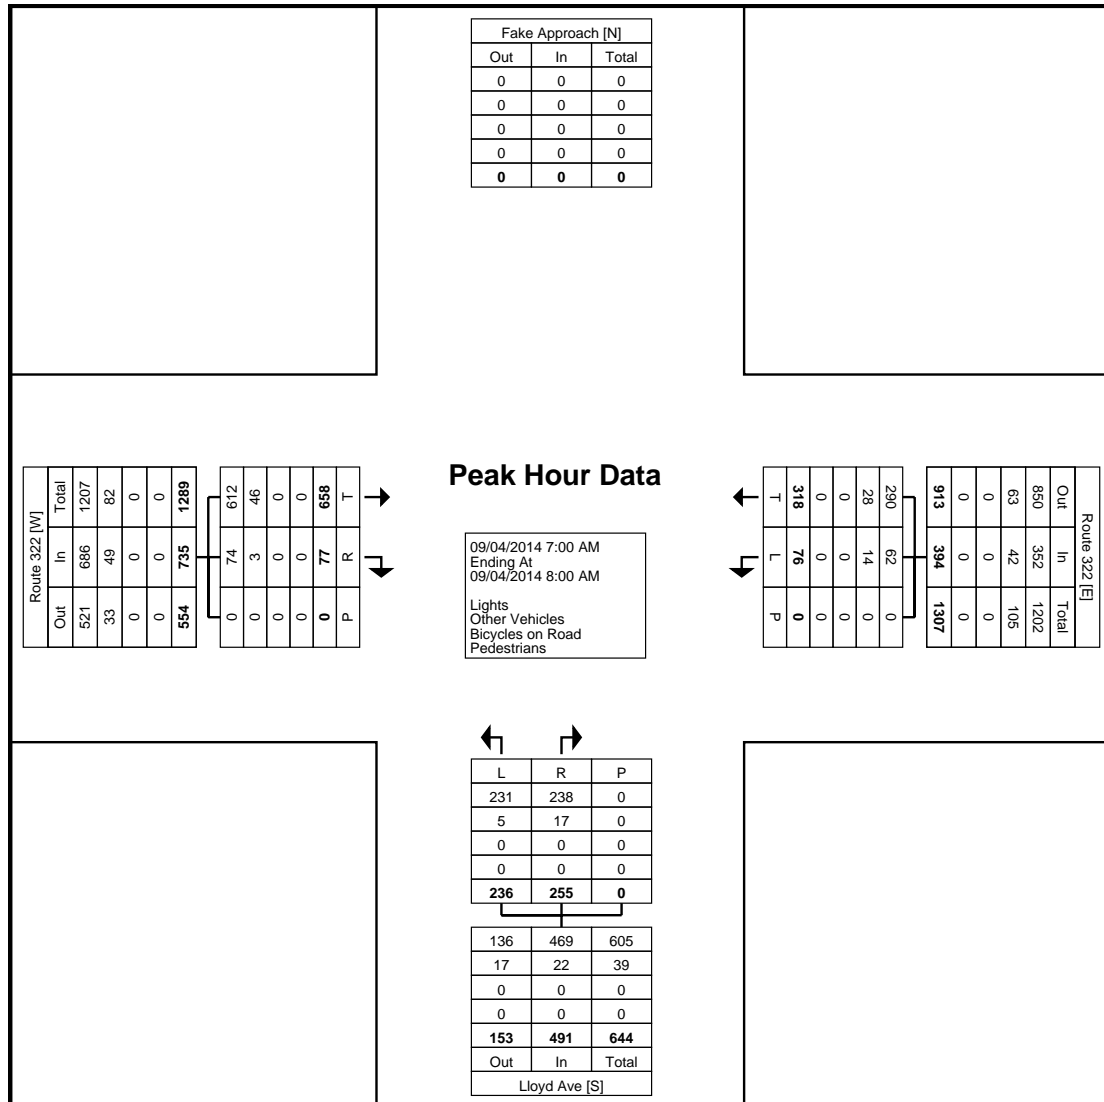 Fake Approach [N]
Out In Total
0 0 0
0 0 0
0 0 0
0 0 0
0 0 0
Peak Hour Data
Route 322 [W]
Total 1207 82 0 0 1289
In 686 49 0 0 735
Out 521 33 0 0 554
612 46 0 0 658 T
74 3 0 0 77 R
0 0 0 0 0 P
09/04/2014 7:00 AM
Ending At
09/04/2014 8:00 AM
Lights
Other Vehicles
Bicycles on Road
Pedestrians
T 318 0 0 28 290
L 76 0 0 14 62
P 0 0 0 0 0
913 0 0 63 850 Out
394 0 0 42 352 In
1307 0 0 105 1202 Total
Route 322 [E]
L R P
231 238 0
5 17 0
0 0 0
0 0 0
236 255 0
136 469 605
17 22 39
0 0 0
0 0 0
153 491 644
Out In Total
Lloyd Ave [S]